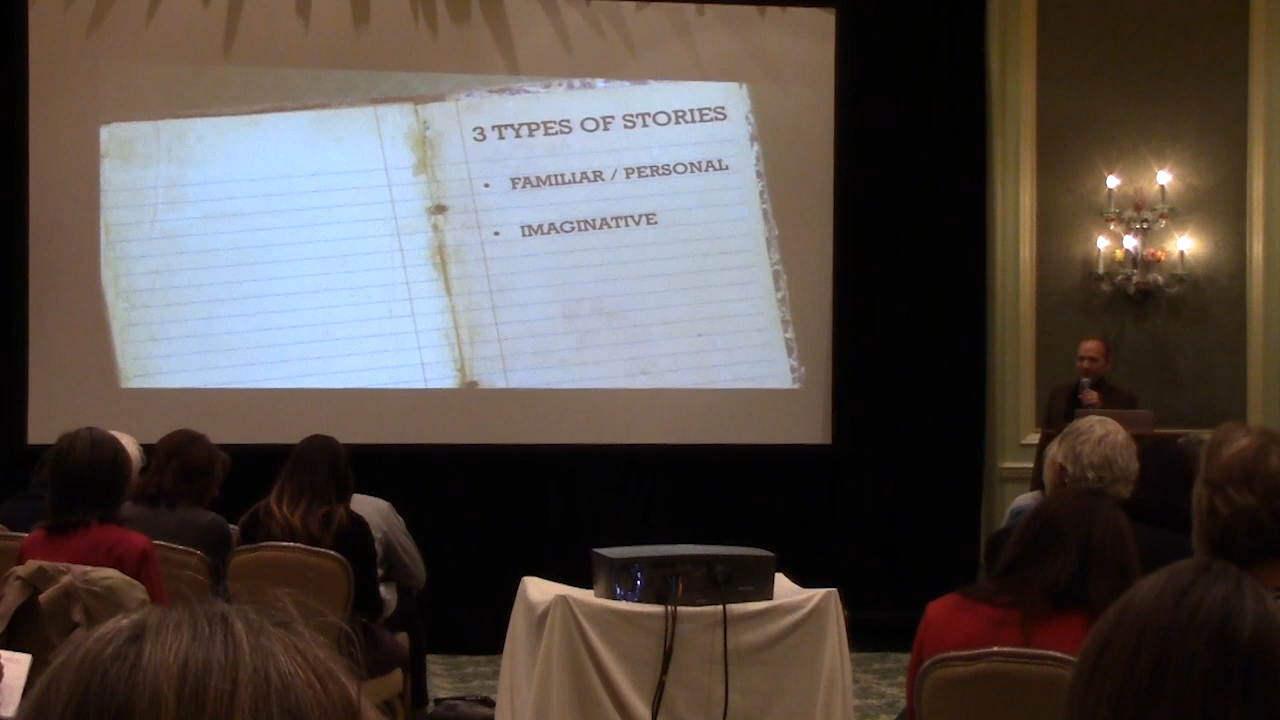 3 TYPES OF STORIES
• FAMILIAR / PERSONAL
• IMAGINATIVE